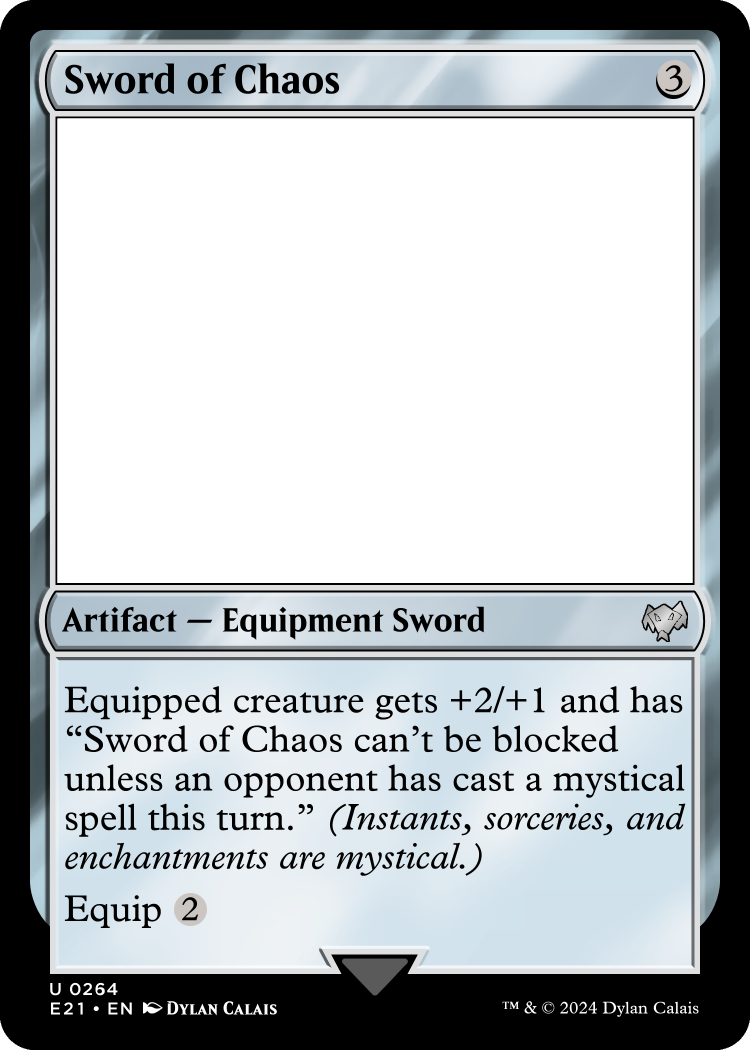 Sword of Chaos 3
Artifact — Equipment Sword
Equipped creature gets +2/+1 and has
“Sword of Chaos can’t be blocked
unless an opponent has cast a mystical
spell this turn.” (Instants, sorceries, and
enchantments are mystical.)
Equip 2
U 0264
E21 • EN Dylan Calais
™ & © 2024 Dylan Calais